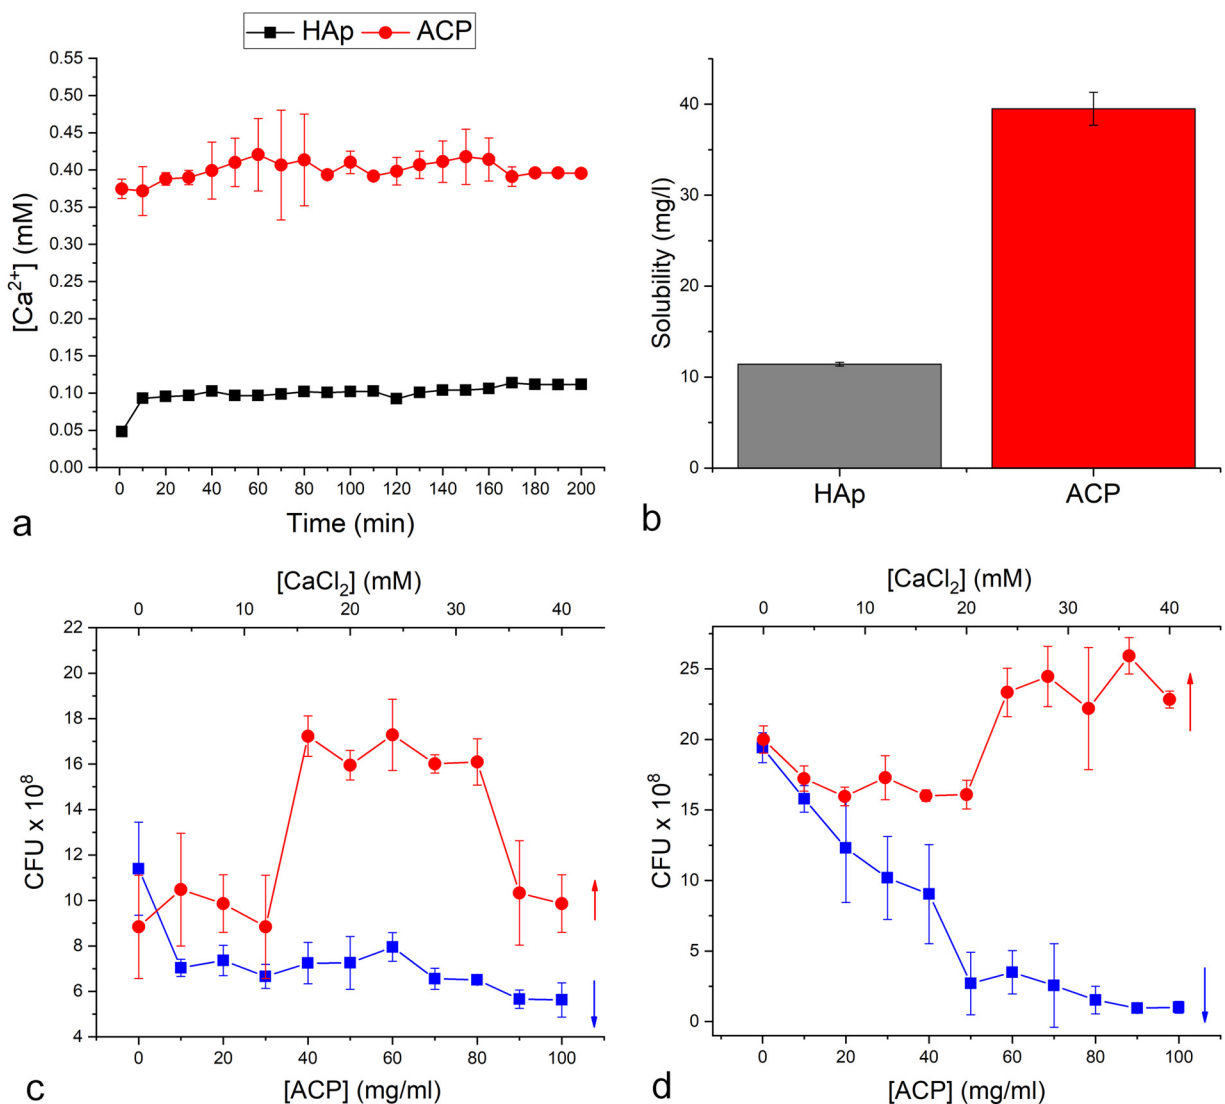 HAp ACP
0.55
0.50
0.45
0.40
0.35
0.30
0.25
0.20
0.15
0.10
0.05
0.00
[Ca²⁺] (mM)
0 20 40 60 80 100 120 140 160 180 200
Time (min)
a
40
30
20
10
0
Solubility (mg/l)
HAp ACP
b
[CaCl₂] (mM)
0 10 20 30 40
22
20
18
16
14
12
10
8
6
4
CFU x 10⁸
0 20 40 60 80 100
[ACP] (mg/ml)
c
[CaCl₂] (mM)
0 10 20 30 40
25
20
15
10
5
0
CFU x 10⁸
0 20 40 60 80 100
[ACP] (mg/ml)
d